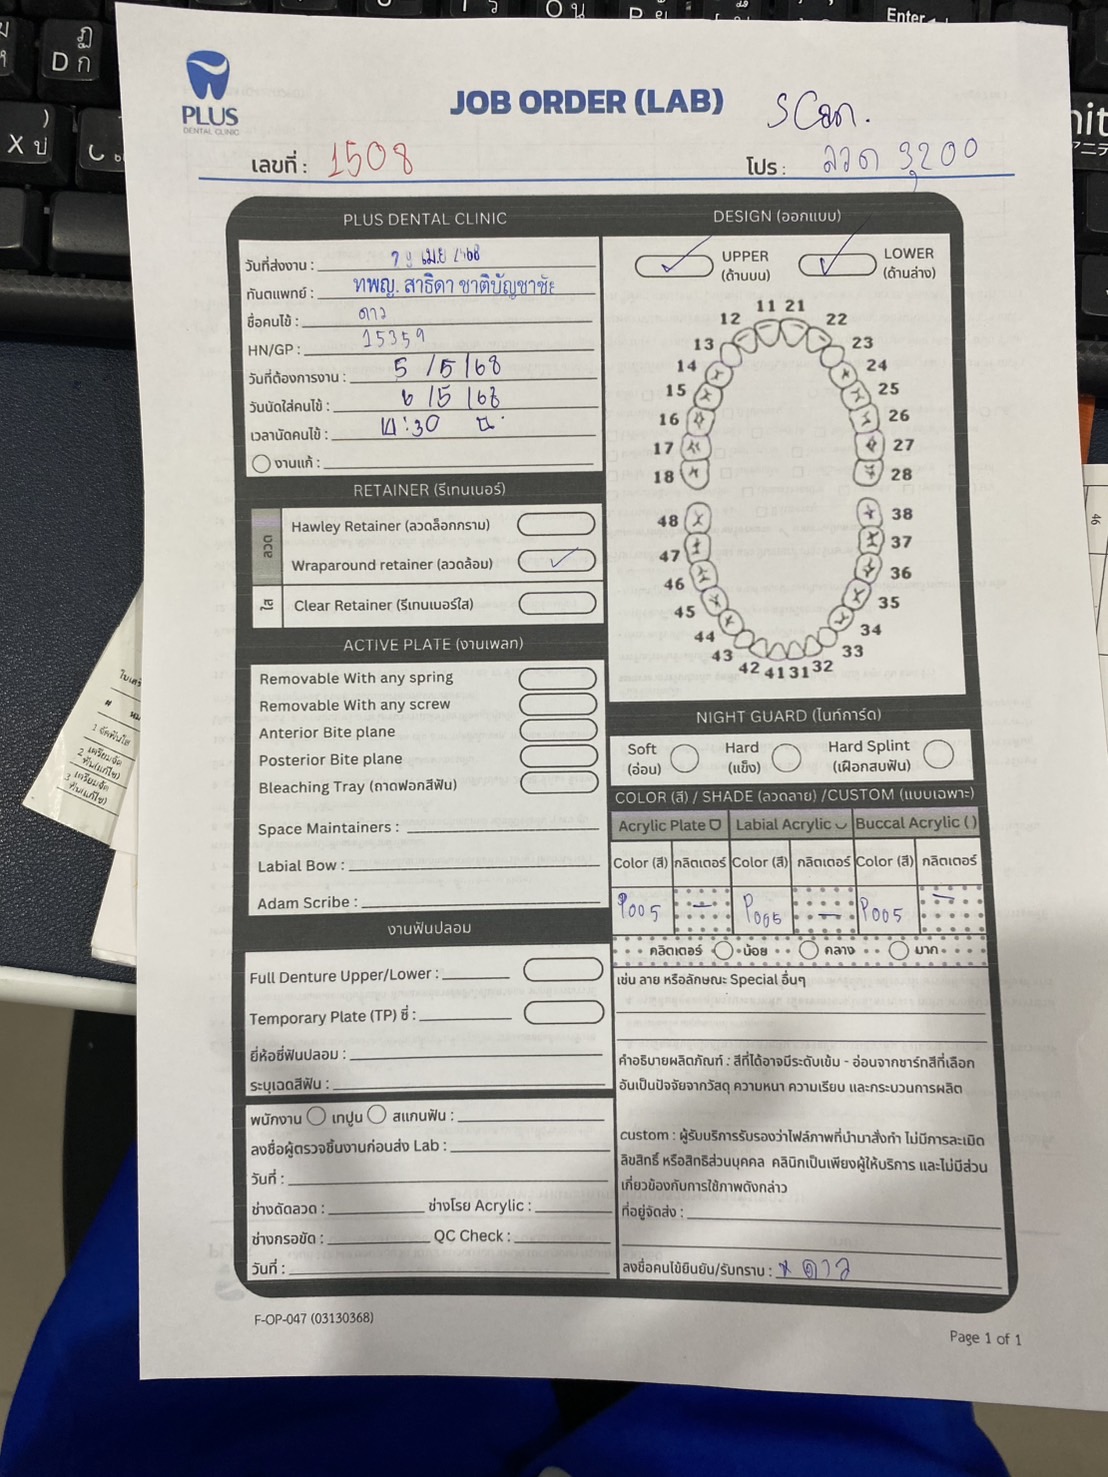 PLUS
DENTAL CLINIC
JOB ORDER (LAB)
Scan.
เลขที่ : 1508
โปร : ลวด 3,200
PLUS DENTAL CLINIC
วันที่ส่งงาน : เมย 2568
ทันตแพทย์ : ทพญ. สาธิดา ชาติบัญชาชัย
ชื่อคนไข้ : ดาว
HN/GP : 15359
วันที่ต้องการงาน : 5 /5 /68
วันนัดใส่คนไข้ : 6 /5 /68
เวลานัดคนไข้ : :30 น.
งานแก้ :
RETAINER (รีเทนเนอร์)
ลวด
Hawley Retainer (ลวดล็อกกราม)
Wraparound retainer (ลวดล้อม)
ใส
Clear Retainer (รีเทนเนอร์ใส)
ACTIVE PLATE (งานเพลท)
Removable With any spring
Removable With any screw
Anterior Bite plane
Posterior Bite plane
Bleaching Tray (ถาดฟอกสีฟัน)
Space Maintainers :
Labial Bow :
Adam Scribe :
งานฟันปลอม
Full Denture Upper/Lower :
Temporary Plate (TP) ซี่ :
ยี่ห้อซี่ฟันปลอม :
ระบุเฉดสีฟัน :
พนักงาน เทปูน สแกนฟัน :
ลงชื่อผู้ตรวจชิ้นงานก่อนส่ง Lab :
วันที่ :
ช่างดัดลวด : ช่างโรย Acrylic :
ช่างกรอขัด : QC Check :
วันที่ :
DESIGN (ออกแบบ)
UPPER (ด้านบน)
LOWER (ด้านล่าง)
11 21
12 22
13 23
14 24
15 25
16 26
17 27
18 28
48 38
47 37
46 36
45 35
44 34
43 33
42 41 31 32
NIGHT GUARD (ไนท์การ์ด)
Soft (อ่อน) Hard (แข็ง) Hard Splint (เฝือกสบฟัน)
COLOR (สี) / SHADE (ลวดลาย) /CUSTOM (แบบเฉพาะ)
Acrylic Plate Labial Acrylic Buccal Acrylic ( )
Color (สี) กลิตเตอร์ Color (สี) กลิตเตอร์ Color (สี) กลิตเตอร์
P005 – P005 – P005 –
กลิตเตอร์ น้อย กลาง มาก
เช่น ลาย หรือลักษณะ Special อื่นๆ
คำอธิบายผลิตภัณฑ์ : สีที่ได้อาจมีระดับเข้ม - อ่อนจากชาร์ทสีที่เลือก
อันเป็นปัจจัยจากวัสดุ ความหนา ความเรียบ และกระบวนการผลิต
custom : ผู้รับบริการรับรองว่าไฟล์ภาพที่นำมาสั่งทำ ไม่มีการละเมิด
ลิขสิทธิ์ หรือสิทธิส่วนบุคคล คลินิกเป็นเพียงผู้ให้บริการ และไม่มีส่วน
เกี่ยวข้องกับการใช้ภาพดังกล่าว
ที่อยู่จัดส่ง :
ลงชื่อคนไข้ยืนยัน/รับทราบ : x ดาว
F-OP-047 (03130368)
Page 1 of 1
Enter
46